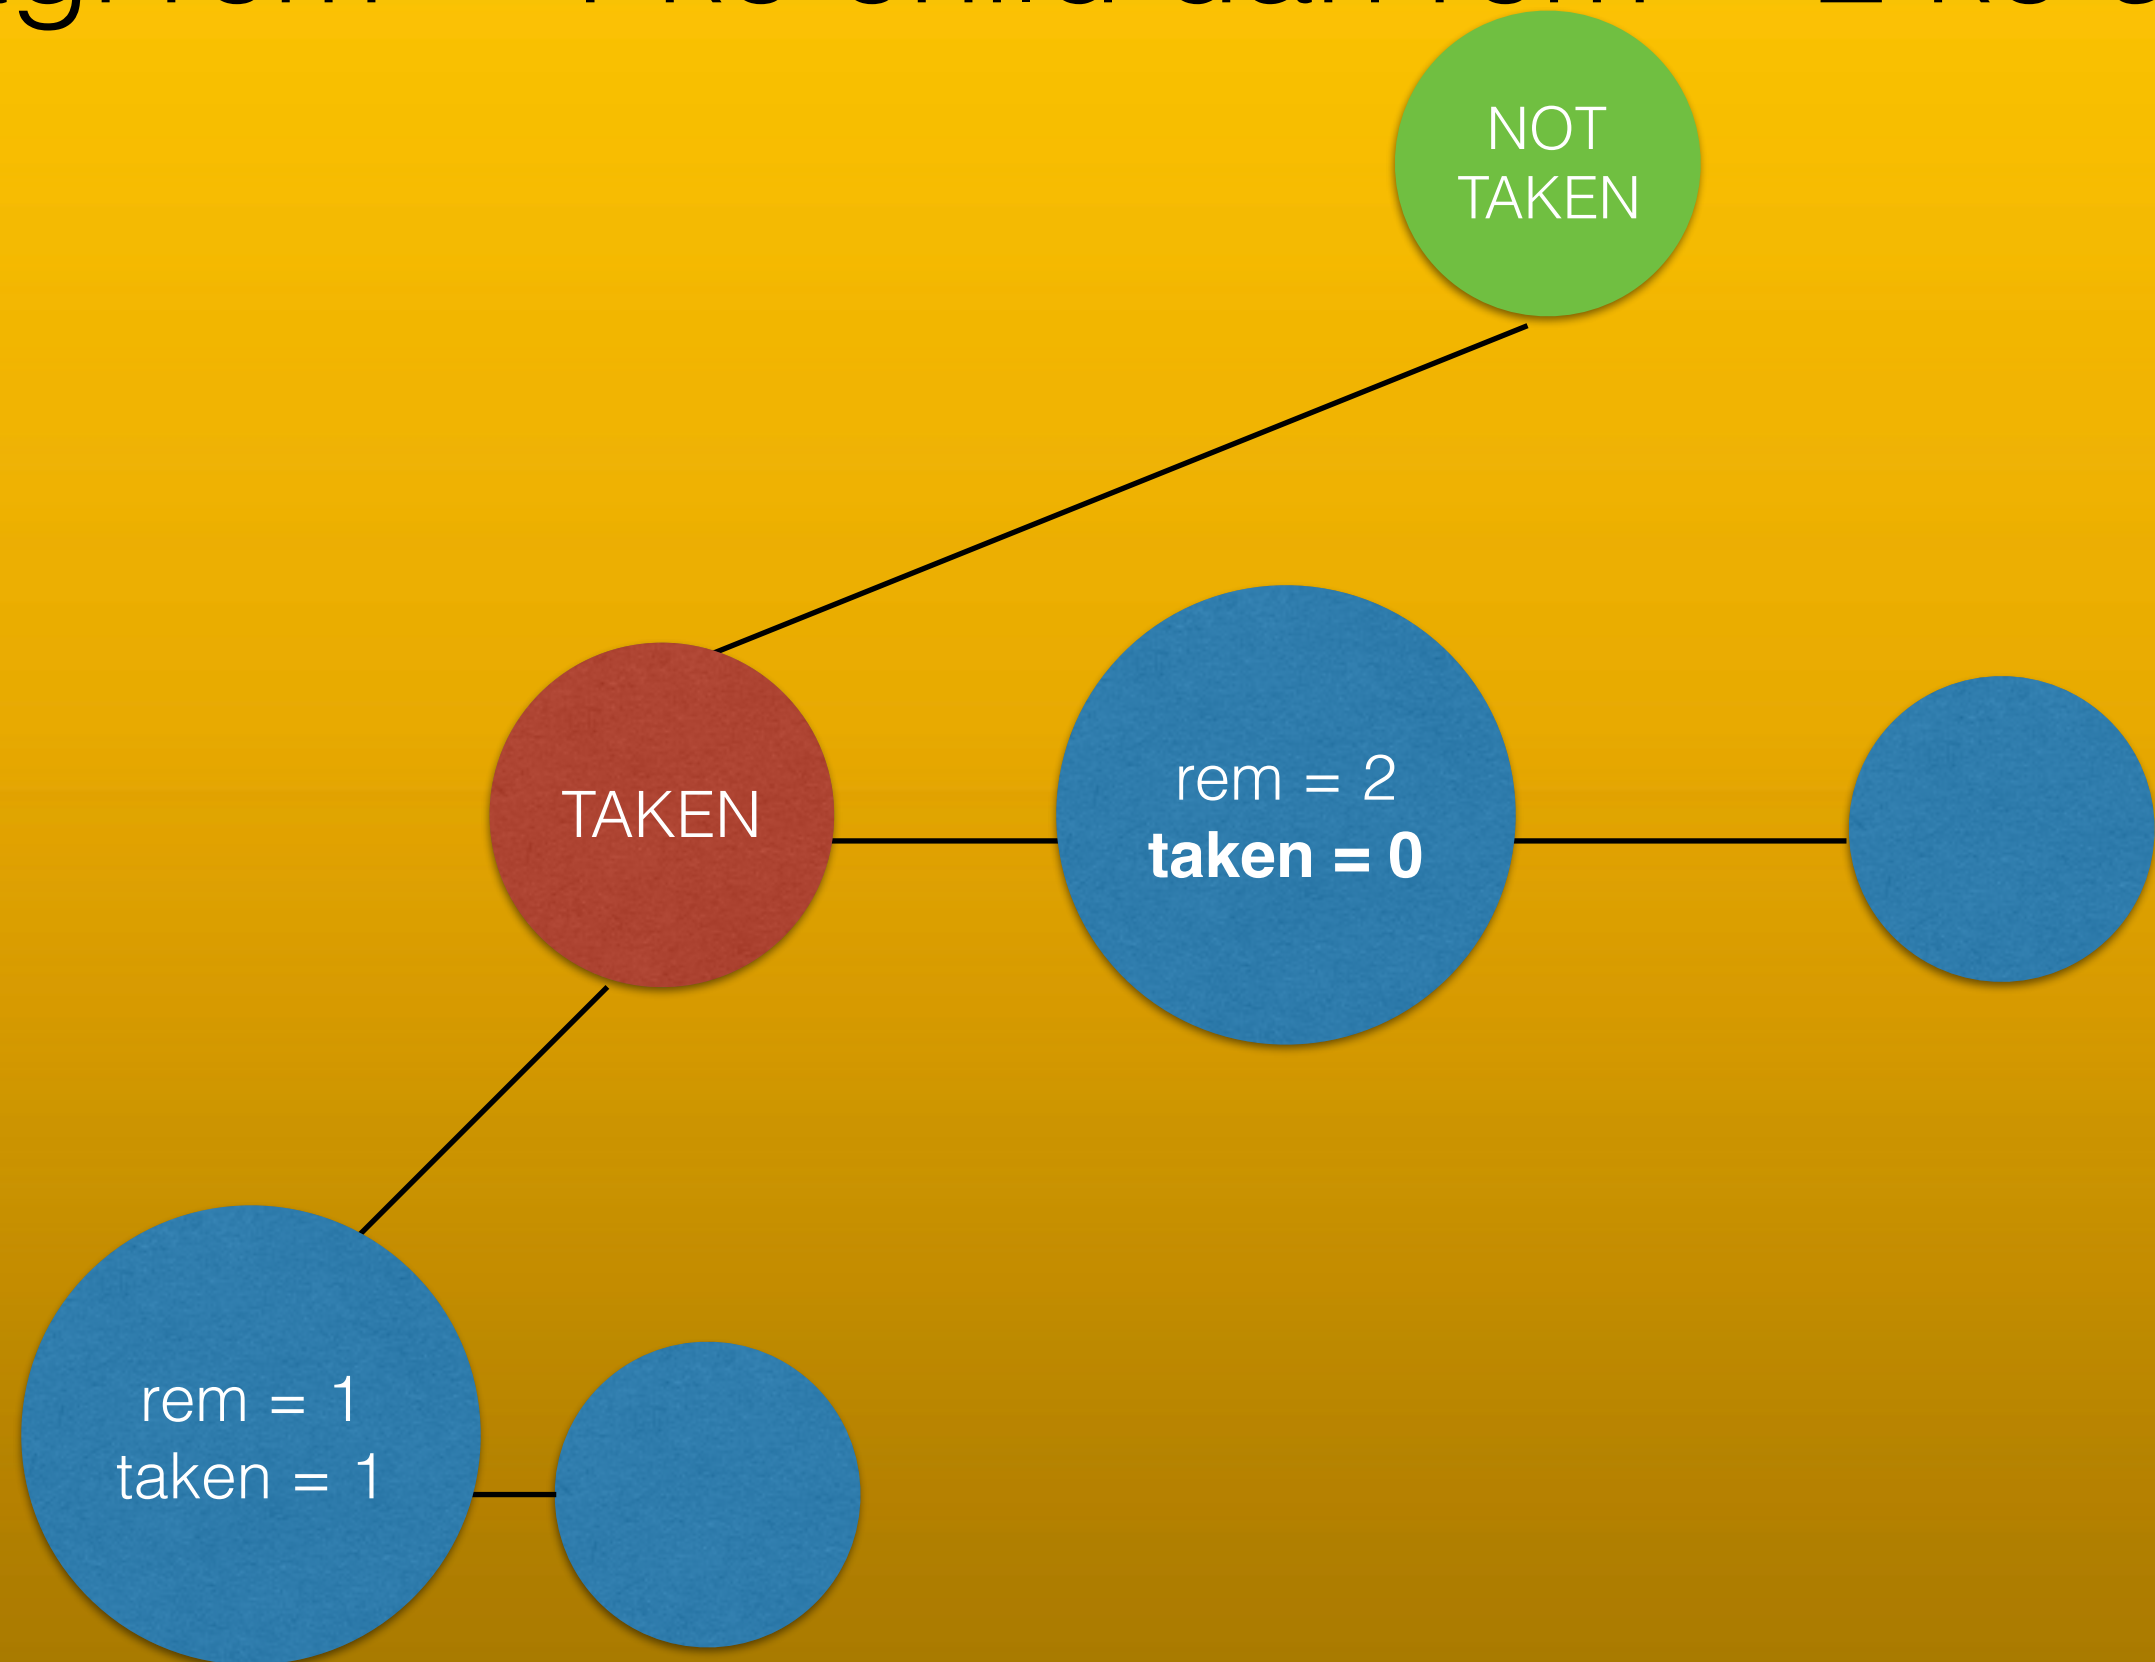 NOT
TAKEN
TAKEN
rem = 2
taken = 0
rem = 1
taken = 1